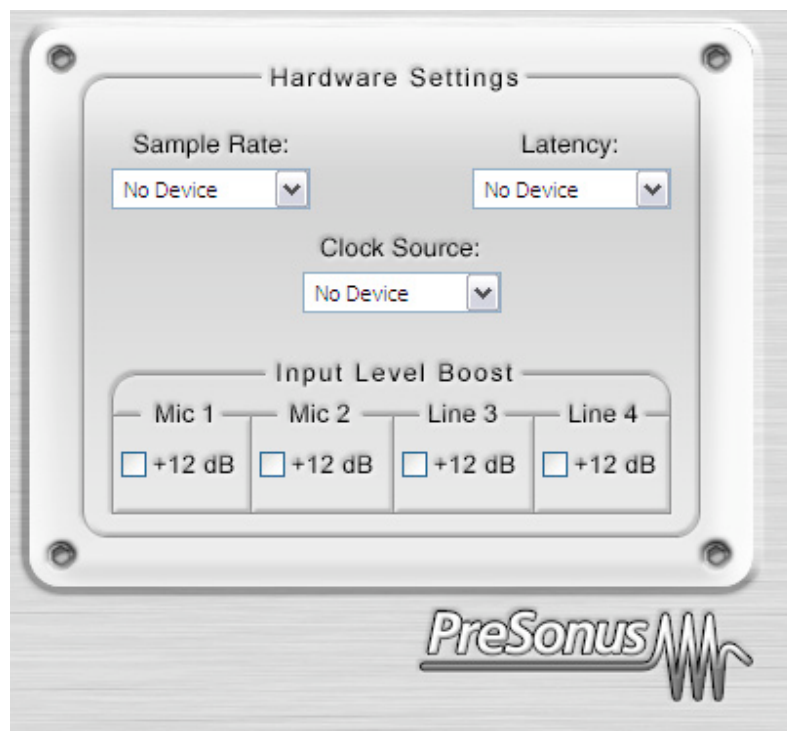 Hardware Settings
Sample Rate: Latency:
No Device No Device
Clock Source:
No Device
Input Level Boost
Mic 1 Mic 2 Line 3 Line 4
+12 dB +12 dB +12 dB +12 dB
PreSonus